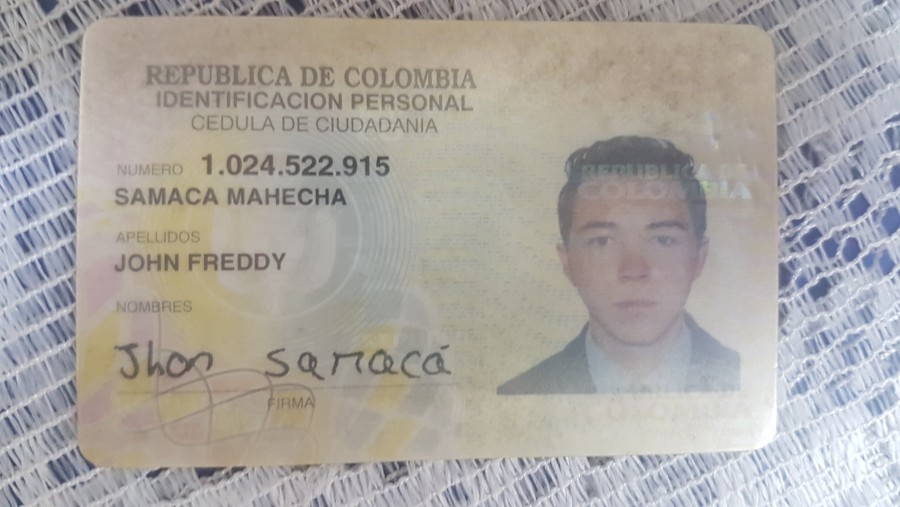 REPUBLICA DE COLOMBIA
IDENTIFICACION PERSONAL
CEDULA DE CIUDADANIA
NUMERO 1.024.522.915
SAMACA MAHECHA
APELLIDOS
JOHN FREDDY
NOMBRES
Jhon Samacá
FIRMA
REPUBLICA DE
COLOMBIA